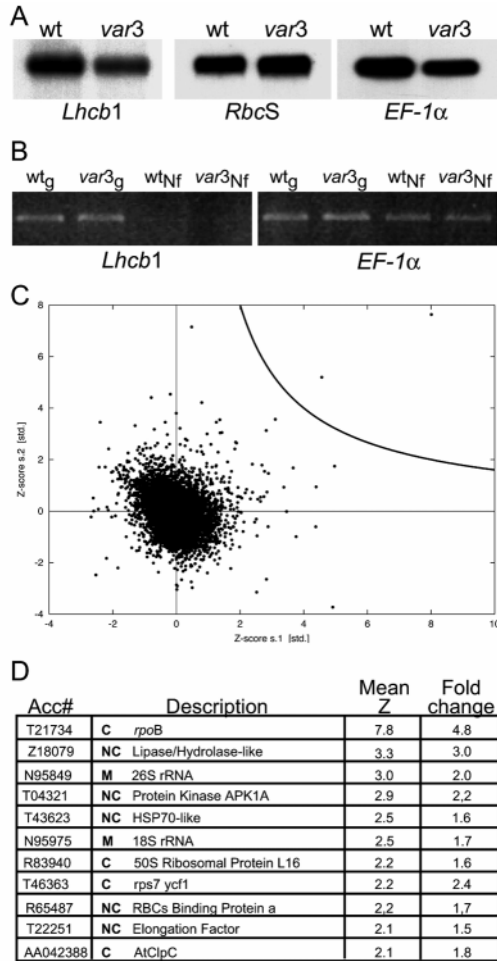 A
wt var3 wt var3 wt var3
Lhcb1 RbcS EF-1α
B
wtg var3g wtNf var3Nf wtg var3g wtNf var3Nf
Lhcb1 EF-1α
C
8
6
4
2
0
-2
-4
Z-score s.2 [std.]
-4 -2 0 2 4 6 8 10
Z-score s.1 [std.]
D
Acc# Description Mean Z Fold change
T21734 C rpoB 7.8 4.8
Z18079 NC Lipase/Hydrolase-like 3.3 3.0
N95849 M 26S rRNA 3.0 2.0
T04321 NC Protein Kinase APK1A 2.9 2,2
T43623 NC HSP70-like 2.5 1.6
N95975 M 18S rRNA 2.5 1.7
R83940 C 50S Ribosomal Protein L16 2.2 1.6
T46363 C rps7 ycf1 2.2 2.4
R65487 NC RBCs Binding Protein a 2,2 1,7
T22251 NC Elongation Factor 2.1 1.5
AA042388 C AtClpC 2.1 1.8